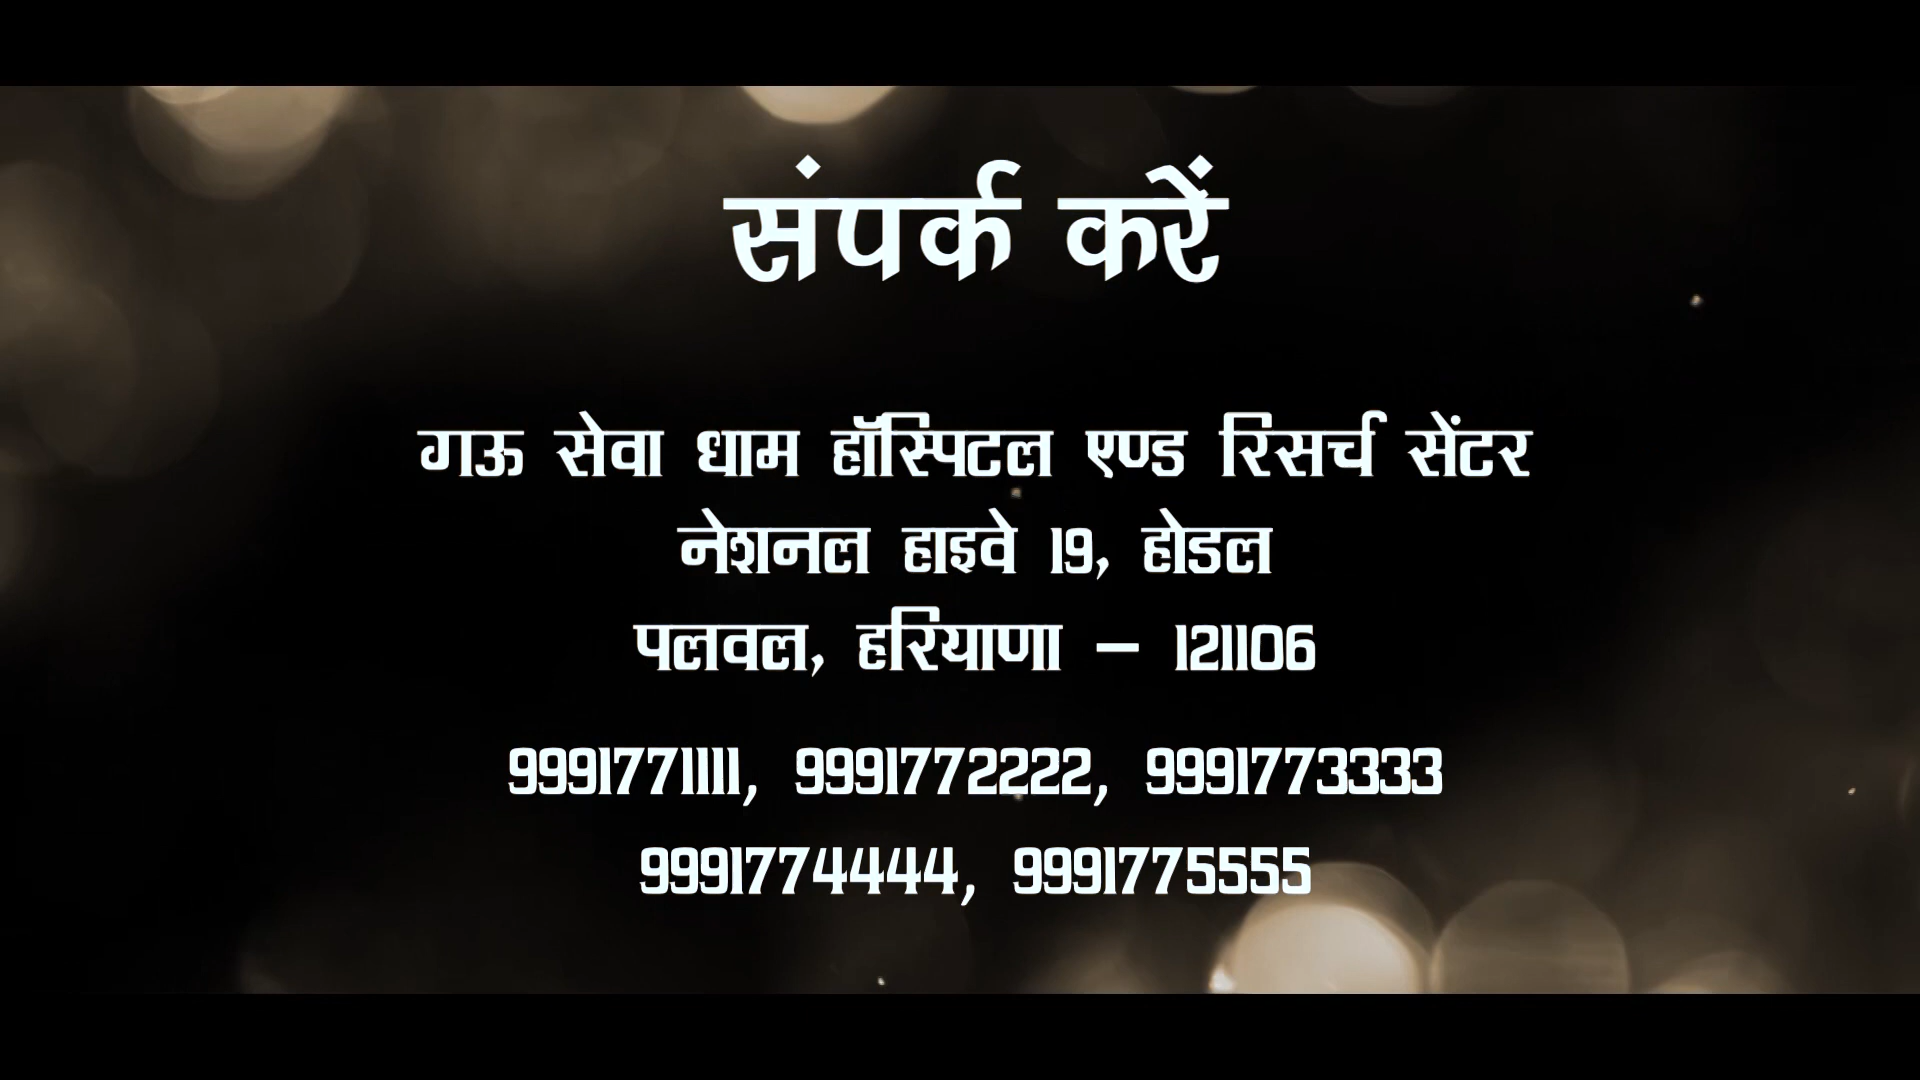 संपर्क करें
गऊ सेवा धाम हॉस्पिटल एण्ड रिसर्च सेंटर
नेशनल हाइवे 19, होडल
पलवल, हरियाणा – 121106
9991771111, 9991772222, 9991773333
9991774444, 9991775555